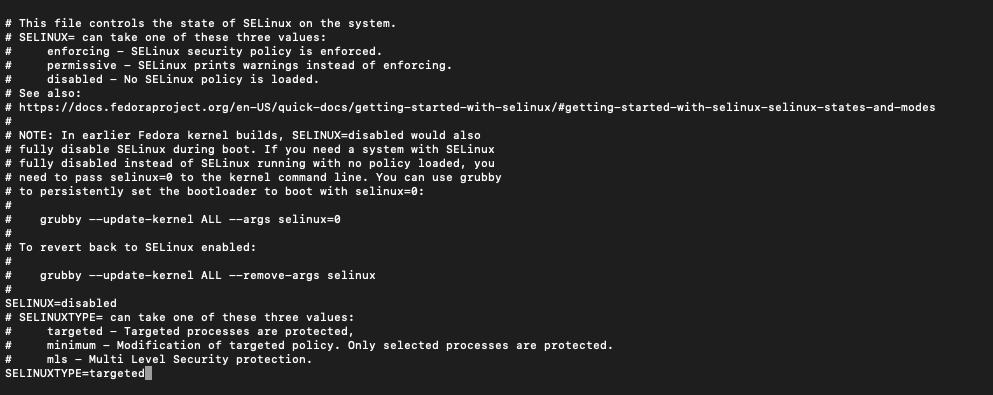 # This file controls the state of SELinux on the system.
# SELINUX= can take one of these three values:
#     enforcing - SELinux security policy is enforced.
#     permissive - SELinux prints warnings instead of enforcing.
#     disabled - No SELinux policy is loaded.
# See also:
# https://docs.fedoraproject.org/en-US/quick-docs/getting-started-with-selinux/#getting-started-with-selinux-selinux-states-and-modes
#
# NOTE: In earlier Fedora kernel builds, SELINUX=disabled would also
# fully disable SELinux during boot. If you need a system with SELinux
# fully disabled instead of SELinux running with no policy loaded, you
# need to pass selinux=0 to the kernel command line. You can use grubby
# to persistently set the bootloader to boot with selinux=0:
#
#    grubby --update-kernel ALL --args selinux=0
#
# To revert back to SELinux enabled:
#
#    grubby --update-kernel ALL --remove-args selinux
#
SELINUX=disabled
# SELINUXTYPE= can take one of these three values:
#     targeted - Targeted processes are protected,
#     minimum - Modification of targeted policy. Only selected processes are protected.
#     mls - Multi Level Security protection.
SELINUXTYPE=targeted